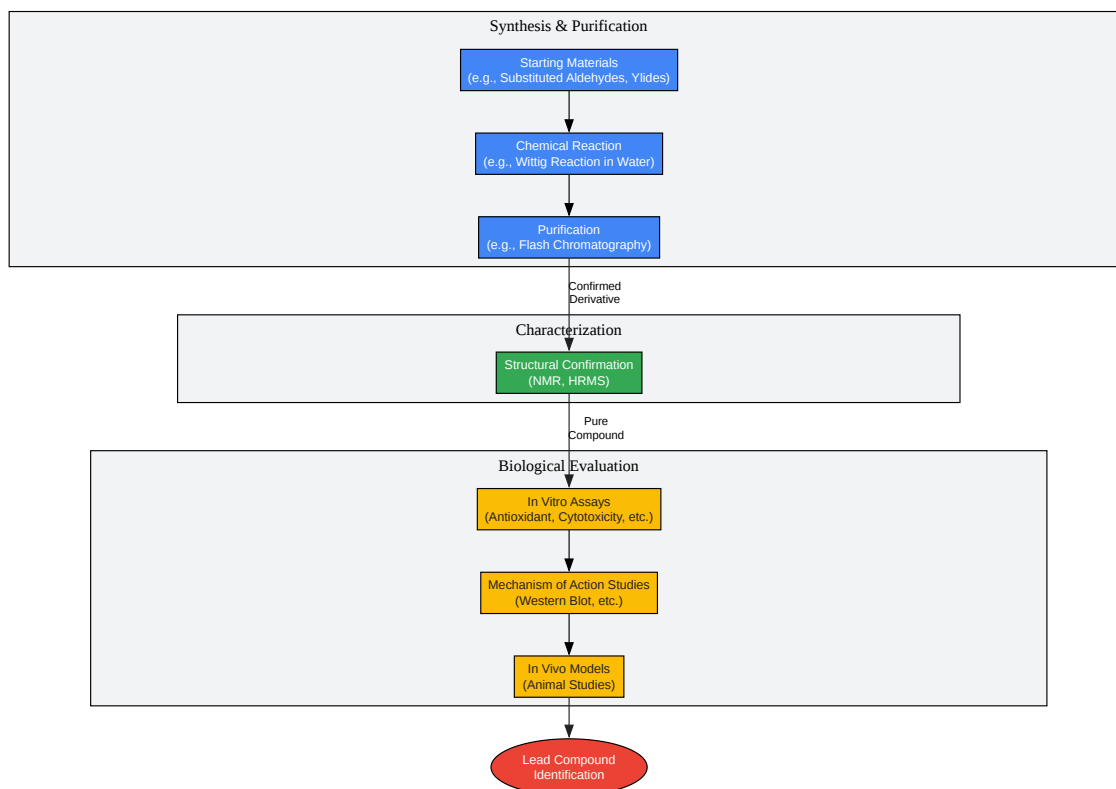 Synthesis & Purification
Starting Materials
(e.g., Substituted Aldehydes, Ylides)
Chemical Reaction
(e.g., Wittig Reaction in Water)
Purification
(e.g., Flash Chromatography)
Confirmed
Derivative
Characterization
Structural Confirmation
(NMR, HRMS)
Pure
Compound
Biological Evaluation
In Vitro Assays
(Antioxidant, Cytotoxicity, etc.)
Mechanism of Action Studies
(Western Blot, etc.)
In Vivo Models
(Animal Studies)
Lead Compound
Identification